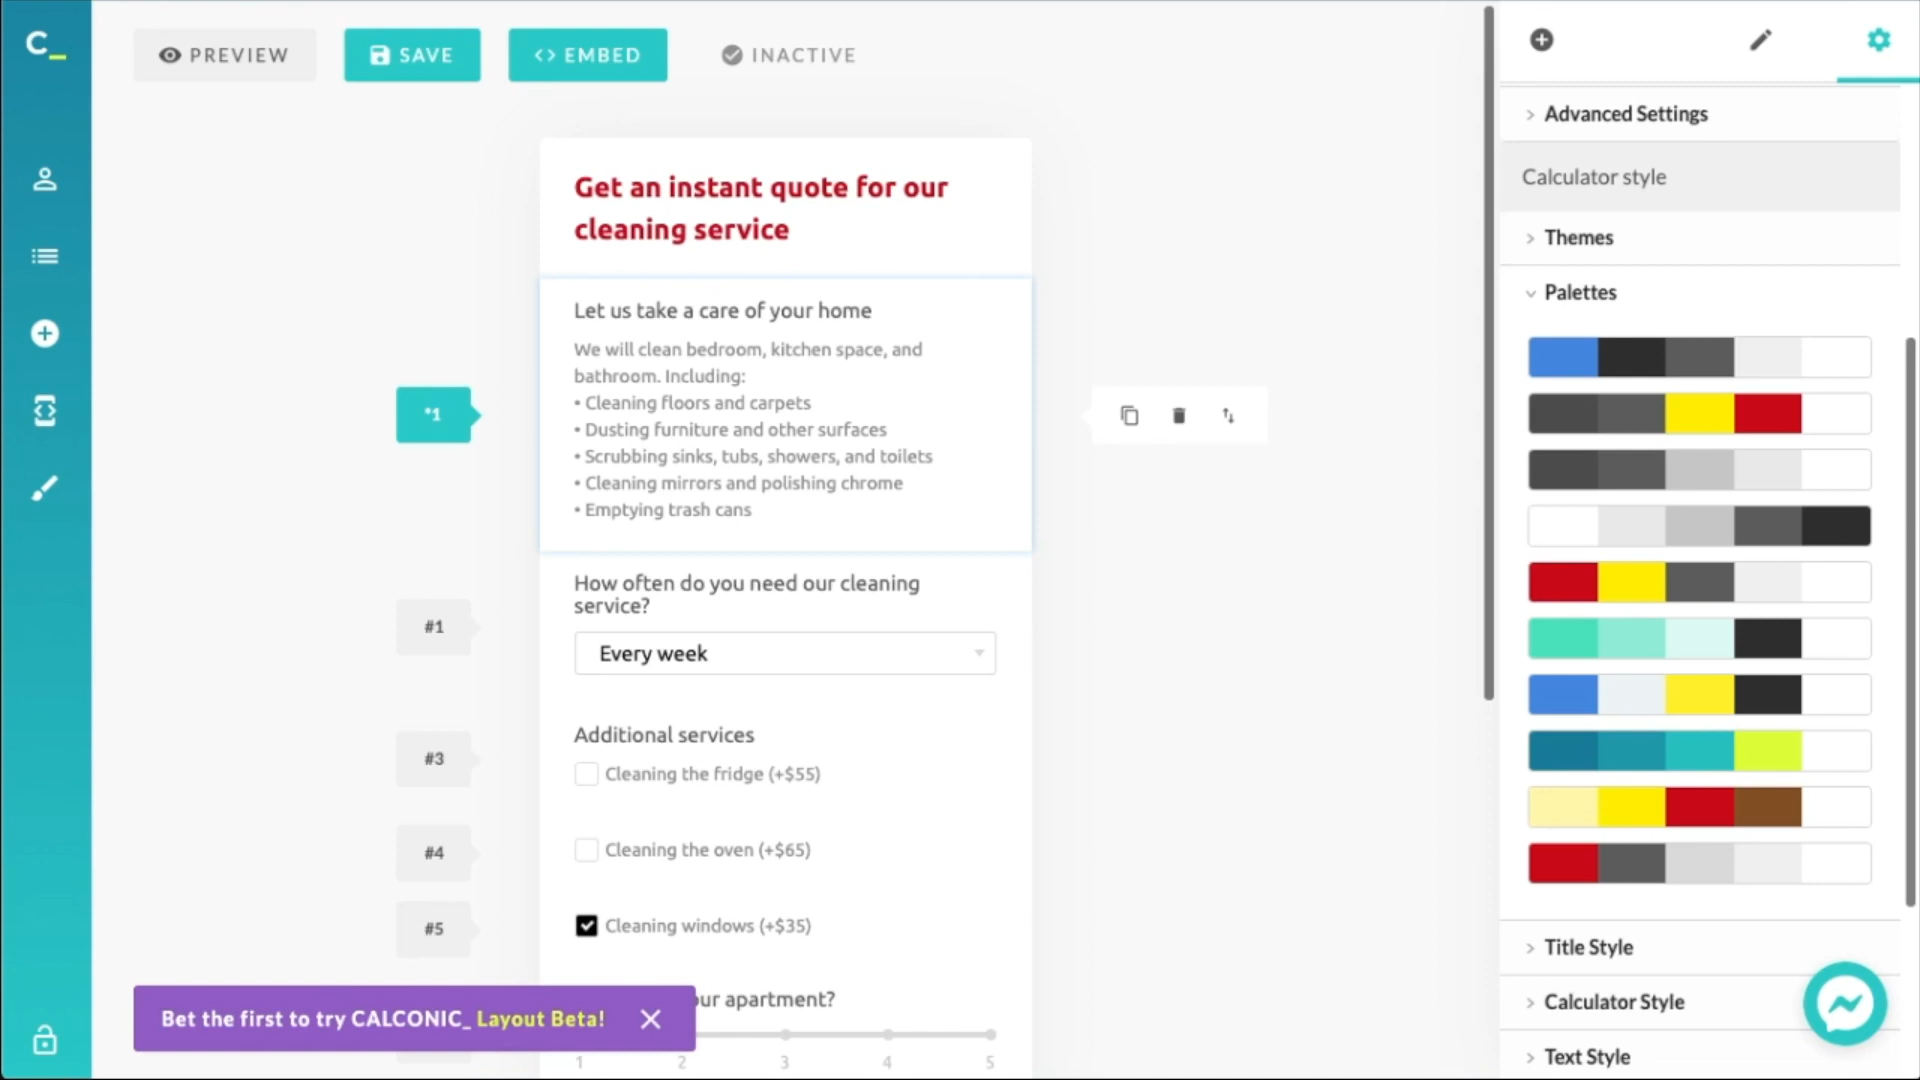 C_
PREVIEW
SAVE
<> EMBED
INACTIVE
Get an instant quote for our
cleaning service
Let us take a care of your home
We will clean bedroom, kitchen space, and
bathroom. Including:
• Cleaning floors and carpets
• Dusting furniture and other surfaces
• Scrubbing sinks, tubs, showers, and toilets
• Cleaning mirrors and polishing chrome
• Emptying trash cans
*1
How often do you need our cleaning
service?
#1
Every week
Additional services
#3
Cleaning the fridge (+$55)
#4
Cleaning the oven (+$65)
#5
Cleaning windows (+$35)
our apartment?
1 2 3 4 5
Bet the first to try CALCONIC_ Layout Beta!
Advanced Settings
Calculator style
Themes
Palettes
Title Style
Calculator Style
Text Style